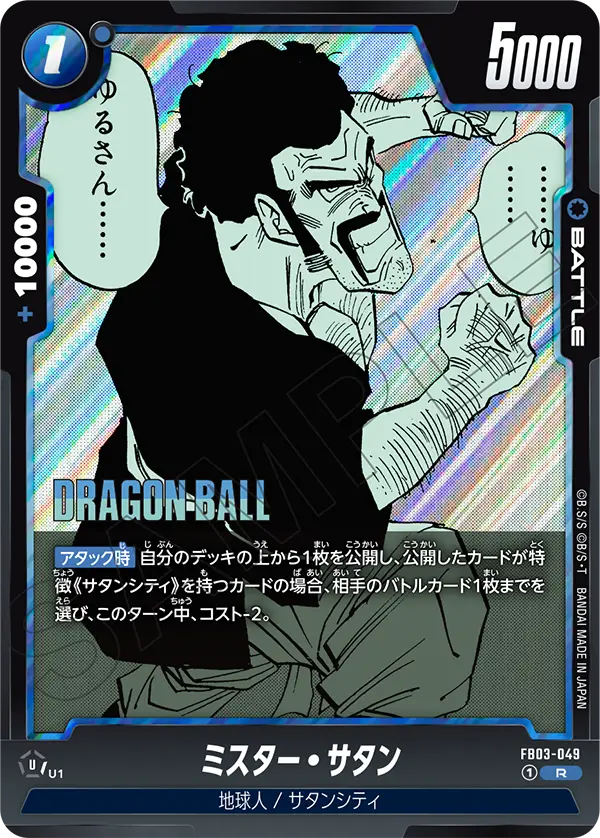 1
5000
ゆるさん……
………ゆ
+10000
BATTLE
SAMPLE
DRAGON BALL
アタック時 自分のデッキの上から1枚を公開し、公開したカードが特
徴《サタンシティ》を持つカードの場合、相手のバトルカード1枚までを
選び、このターン中、コスト-2。
©B.S/S ©B/S・T BANDAI MADE IN JAPAN
ミスター・サタン
FB03-049
U/U1
① R
地球人 / サタンシティ